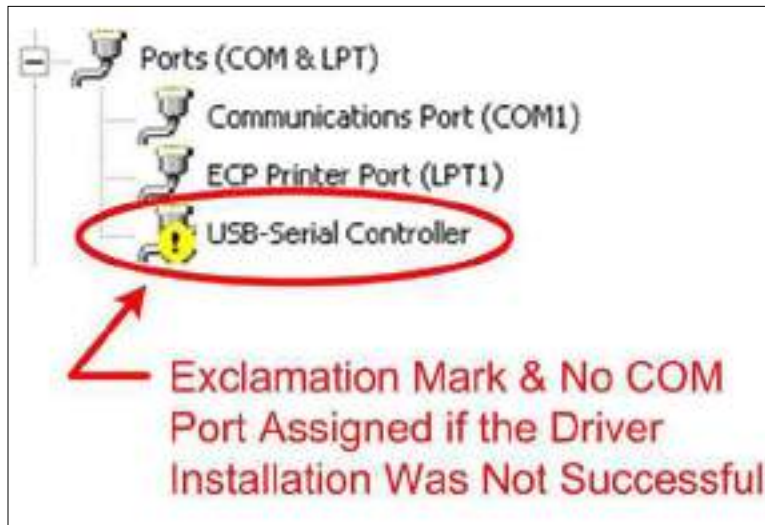 Ports (COM & LPT)
Communications Port (COM1)
ECP Printer Port (LPT1)
USB-Serial Controller
Exclamation Mark & No COM
Port Assigned if the Driver
Installation Was Not Successful